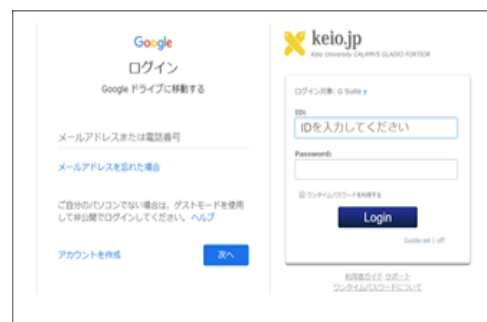 Google
ログイン
Google ドライブに移動する
メールアドレスまたは電話番号
メールアドレスを忘れた場合
ご自分のパソコンでない場合は、ゲストモードを使用
して非公開でログインしてください。 ヘルプ
アカウントを作成
次へ
keio.jp
Keio University CALAMVS GLADIO FORTIOR
ログイン対象: G Suite
ID:
IDを入力してください
Password:
ワンタイムパスワードを利用する
Login
Guide on | off
利用者ガイド サポート
ワンタイムパスワードについて